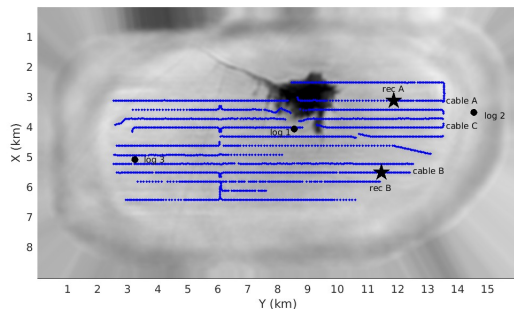 1
2
3
4
5
6
7
8
X (km)
rec A
cable A
log 2
cable C
log 1
log 3
cable B
rec B
1 2 3 4 5 6 7 8 9 10 11 12 13 14 15
Y (km)